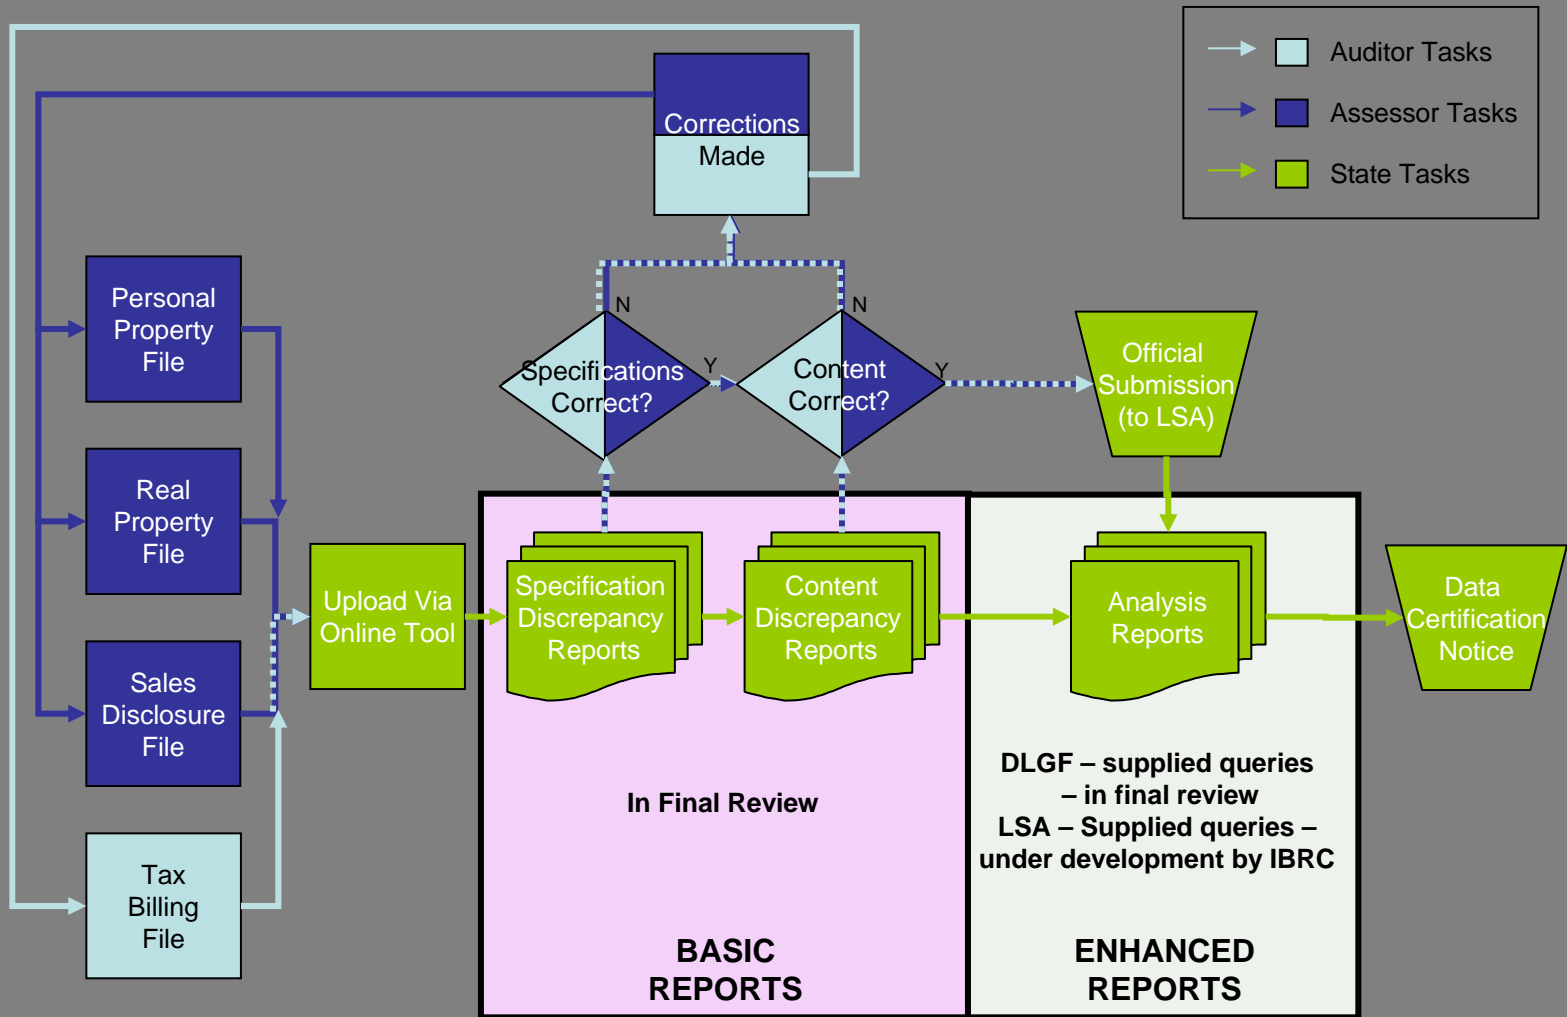 Auditor Tasks
Assessor Tasks
State Tasks
Corrections
Made
Personal
Property
File
Real
Property
File
Sales
Disclosure
File
Tax
Billing
File
Upload Via
Online Tool
Specifications
Correct?
N
Y
Content
Correct?
N
Y
Official
Submission
(to LSA)
Specification
Discrepancy
Reports
Content
Discrepancy
Reports
Analysis
Reports
Data
Certification
Notice
In Final Review
BASIC
REPORTS
DLGF – supplied queries
– in final review
LSA – Supplied queries –
under development by IBRC
ENHANCED
REPORTS